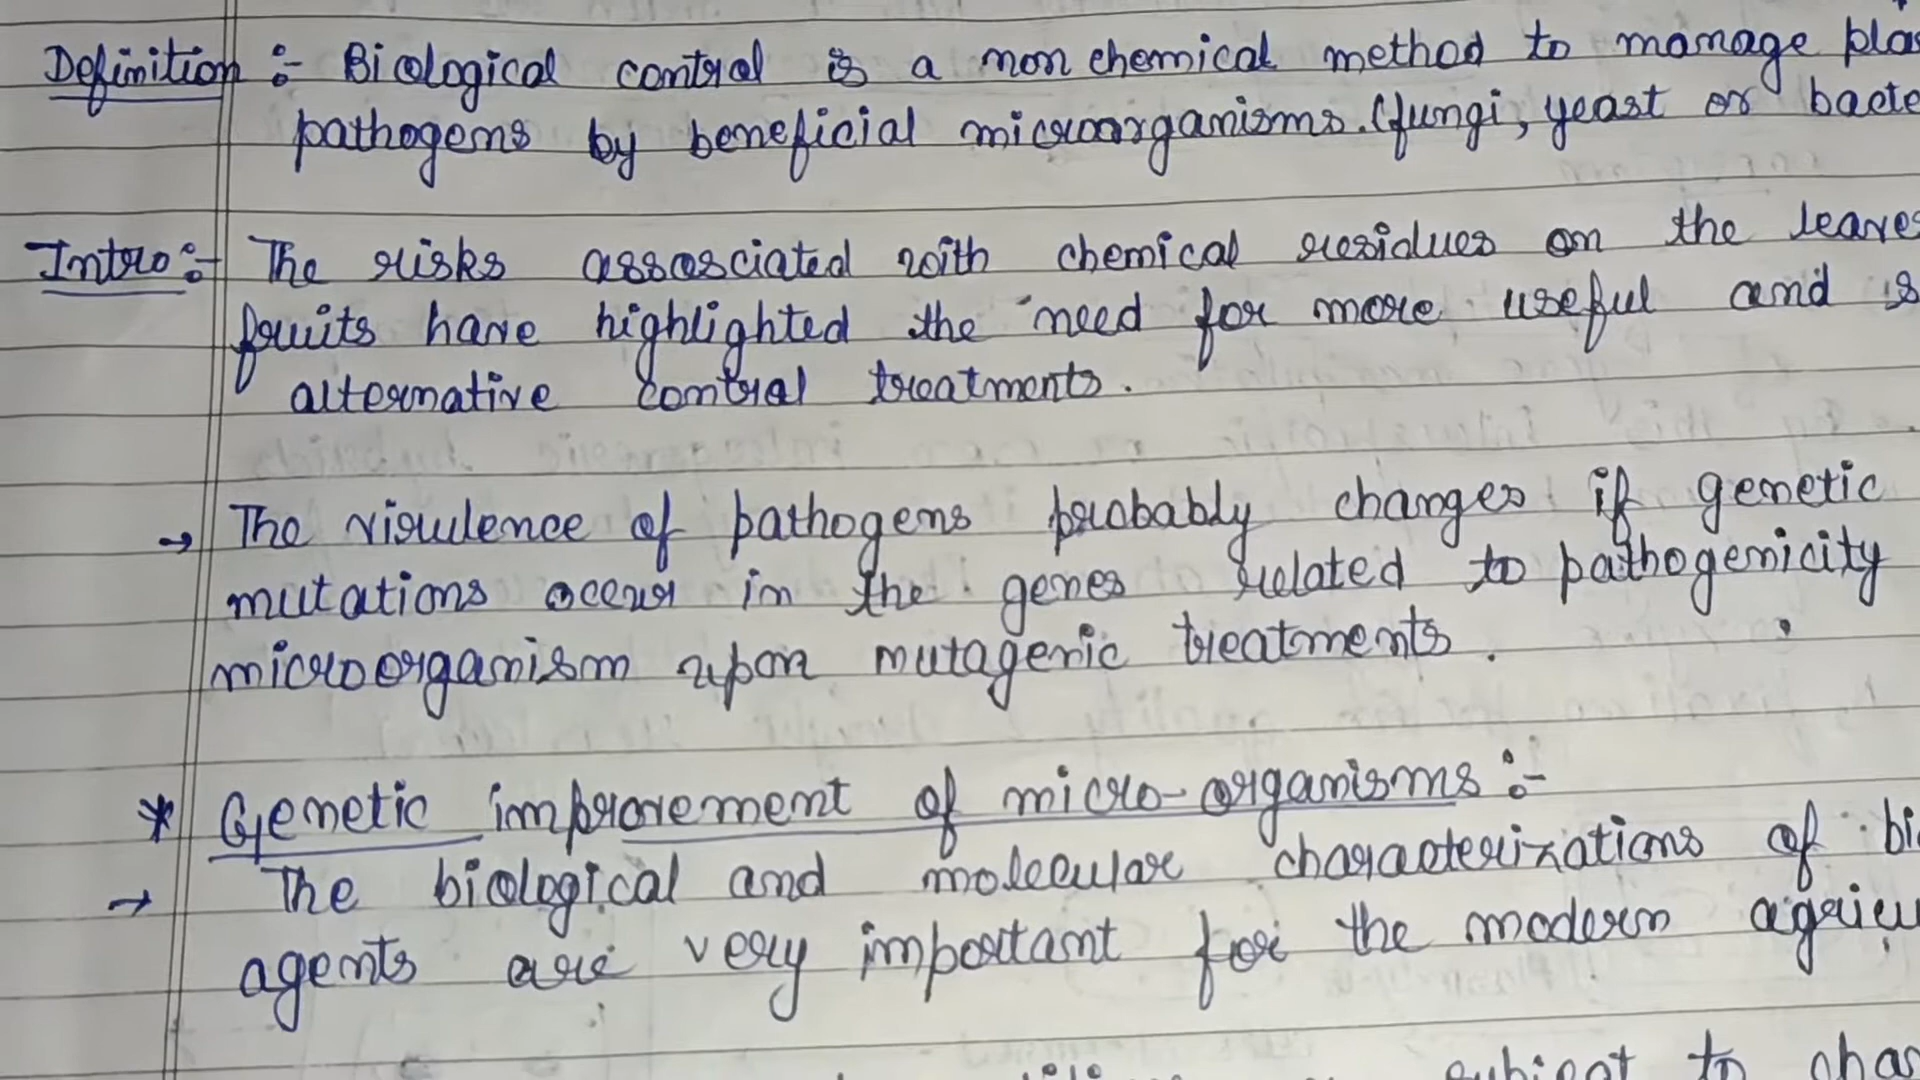 Definition :- Biological control is a non chemical method to manage pla
pathogens by beneficial microorganisms. (fungi, yeast or bacte
Intro :- The risks assosciated with chemical residues on the leaves
fruits have highlighted the need for more useful and s
alternative control treatments.
→ The virulence of pathogens probably changes if genetic
mutations occur in the genes related to pathogenicity
microorganism upon mutagenic treatments.
* Genetic improvement of micro-organisms :-
→ The biological and molecular characterizations of bi
agents are very important for the modern agricu
subject to cha